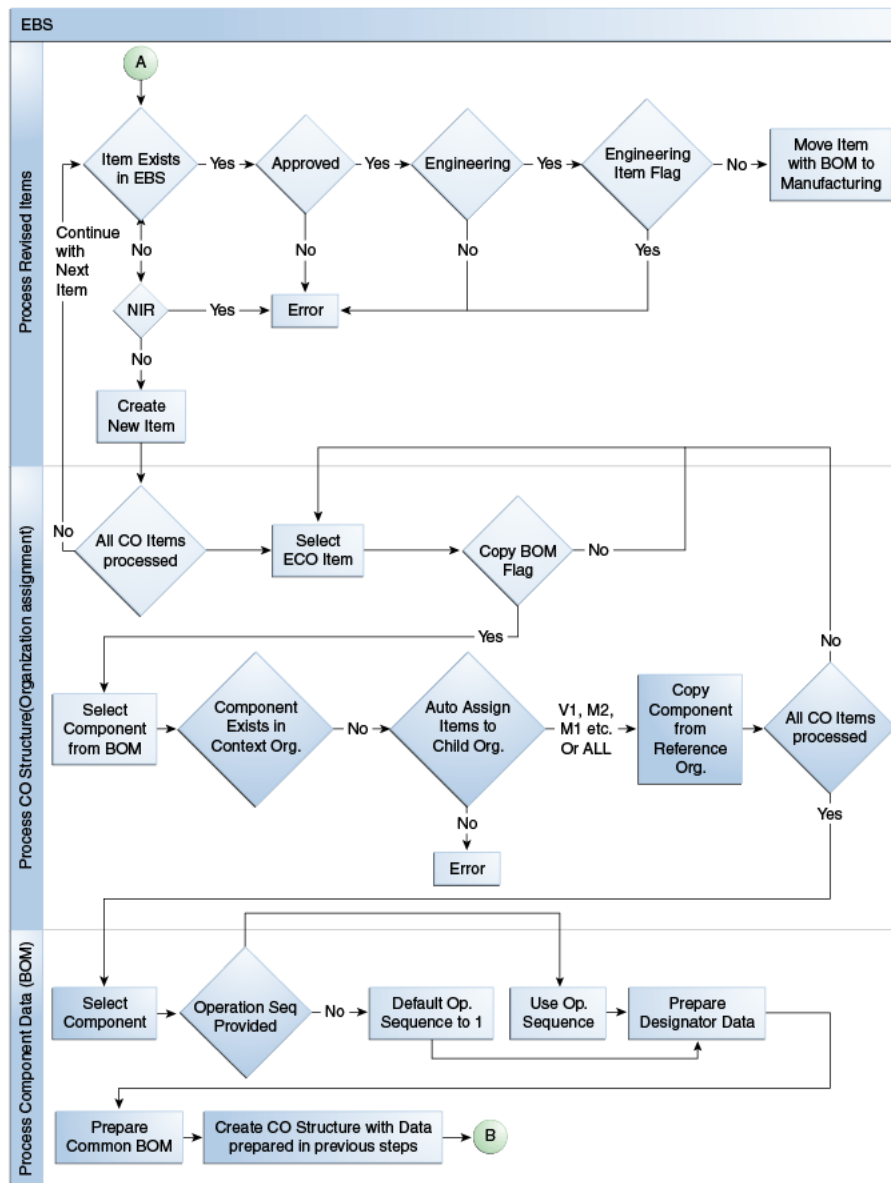 EBS
Process Revised Items
A
Item Exists
in EBS
Yes
Approved
Yes
Engineering
Yes
Engineering
Item Flag
No
Move Item
with BOM to
Manufacturing
Continue
with
Next
Item
No
No
No
Yes
NIR
Yes
Error
No
Create
New Item
Process CO Structure(Organization assignment)
No
All CO Items
processed
Select
ECO Item
Copy BOM
Flag
No
Yes
No
Select
Component
from BOM
Component
Exists in
Context Org.
No
Auto Assign
Items to
Child Org.
V1, M2,
M1 etc.
Or ALL
Copy
Component
from
Reference
Org.
All CO Items
processed
No
Yes
Error
Process Component Data (BOM)
Select
Component
Operation Seq
Provided
No
Default Op.
Sequence to 1
Use Op.
Sequence
Prepare
Designator Data
Prepare
Common BOM
Create CO Structure with Data
prepared in previous steps
B